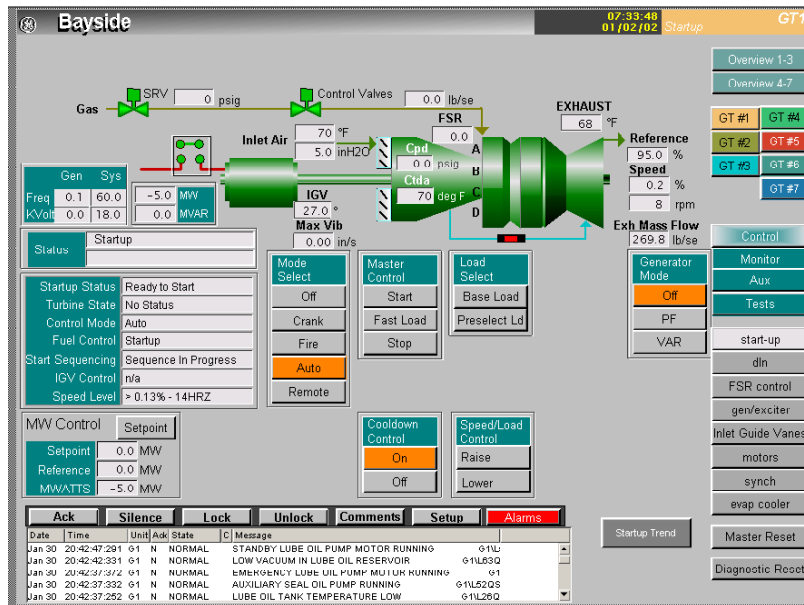 Bayside
07:33:48
01/02/02 Startup GT1
Overview 1-3
Overview 4-7
GT #1 GT #4
GT #2 GT #5
GT #3 GT #6
GT #7
SRV 0 psig Control Valves 0.0 lb/se
Gas
EXHAUST
68 °F
FSR
0.0
Inlet Air 70 °F
5.0 inH2O
Cpd
0.0 psig
Ctda
70 deg F
A
B
C
D
Reference
95.0 %
Speed
0.2 %
8 rpm
Gen Sys
Freq 0.1 60.0
KVolt 0.0 18.0
-5.0 MW
0.0 MVAR
IGV
27.0 °
Max Vib
0.00 in/s
Exh Mass Flow
269.8 lb/se
Status Startup
Startup Status Ready to Start
Turbine State No Status
Control Mode Auto
Fuel Control Startup
Start Sequencing Sequence In Progress
IGV Control n/a
Speed Level > 0.13% - 14HRZ
Mode
Select
Off
Crank
Fire
Auto
Remote
Master
Control
Start
Fast Load
Stop
Load
Select
Base Load
Preselect Ld
Generator
Mode
Off
PF
VAR
Control
Monitor
Aux
Tests
start-up
dln
FSR control
gen/exciter
Inlet Guide Vanes
motors
synch
evap cooler
Master Reset
Diagnostic Reset
MW Control Setpoint
Setpoint 0.0 MW
Reference 0.0 MW
MWATTS -5.0 MW
Cooldown
Control
On
Off
Speed/Load
Control
Raise
Lower
Ack Silence Lock Unlock Comments Setup Alarms
Startup Trend
Date Time Unit Ack State C Message
Jan 30 20:42:47:291 G1 N NORMAL STANDBY LUBE OIL PUMP MOTOR RUNNING G1\L
Jan 30 20:42:42:331 G1 N NORMAL LOW VACUUM IN LUBE OIL RESERVOIR G1\L63Q
Jan 30 20:42:37:372 G1 N NORMAL EMERGENCY LUBE OIL PUMP MOTOR RUNNING G1
Jan 30 20:42:37:332 G1 N NORMAL AUXILIARY SEAL OIL PUMP RUNNING G1\L52QS
Jan 30 20:42:37:252 G1 N NORMAL LUBE OIL TANK TEMPERATURE LOW G1\L26Q